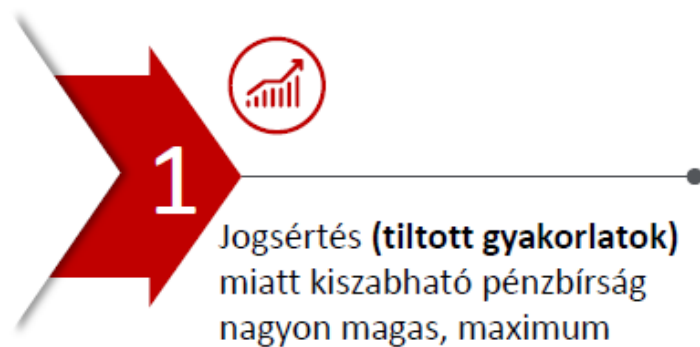 1
Jogsértés (tiltott gyakorlatok)
miatt kiszabható pénzbírság
nagyon magas, maximum